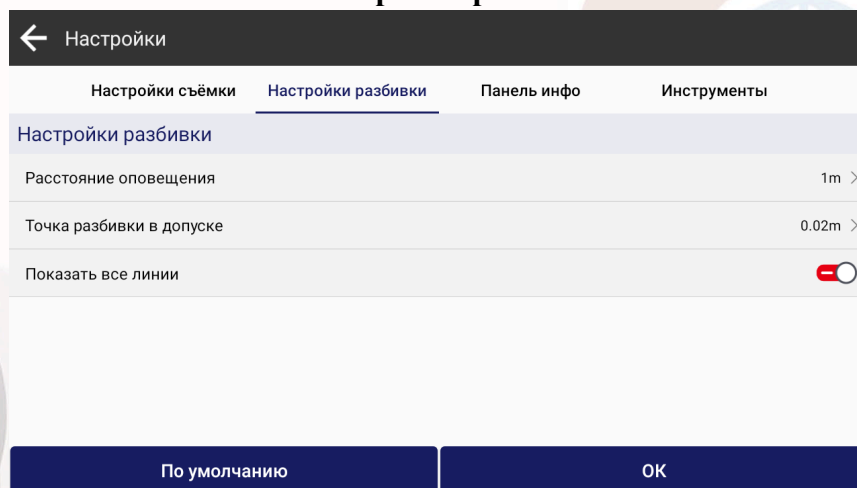 Настройки
Настройки съёмки Настройки разбивки Панель инфо Инструменты
Настройки разбивки
Расстояние оповещения 1m
Точка разбивки в допуске 0.02m
Показать все линии
По умолчанию ОК